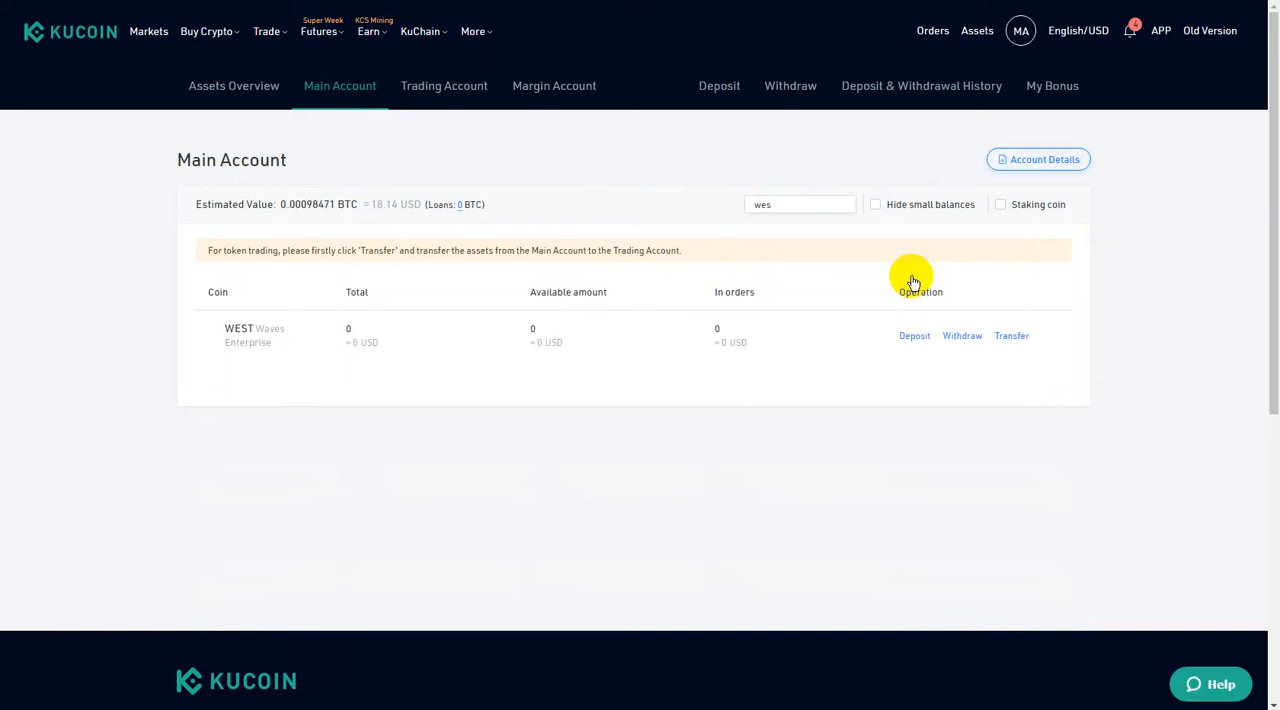 Super Week KCS Mining
KUCOIN Markets Buy Crypto Trade Futures Earn KuChain More Orders Assets MA English/USD 4 APP Old Version
Assets Overview Main Account Trading Account Margin Account Deposit Withdraw Deposit & Withdrawal History My Bonus
Main Account Account Details
Estimated Value: 0.00098471 BTC ≈ 18.14 USD (Loans: 0 BTC) wes Hide small balances Staking coin
For token trading, please firstly click 'Transfer' and transfer the assets from the Main Account to the Trading Account.
Coin Total Available amount In orders Operation
WEST Waves 0 0 0
Enterprise ≈ 0 USD ≈ 0 USD ≈ 0 USD Deposit Withdraw Transfer
KUCOIN Help